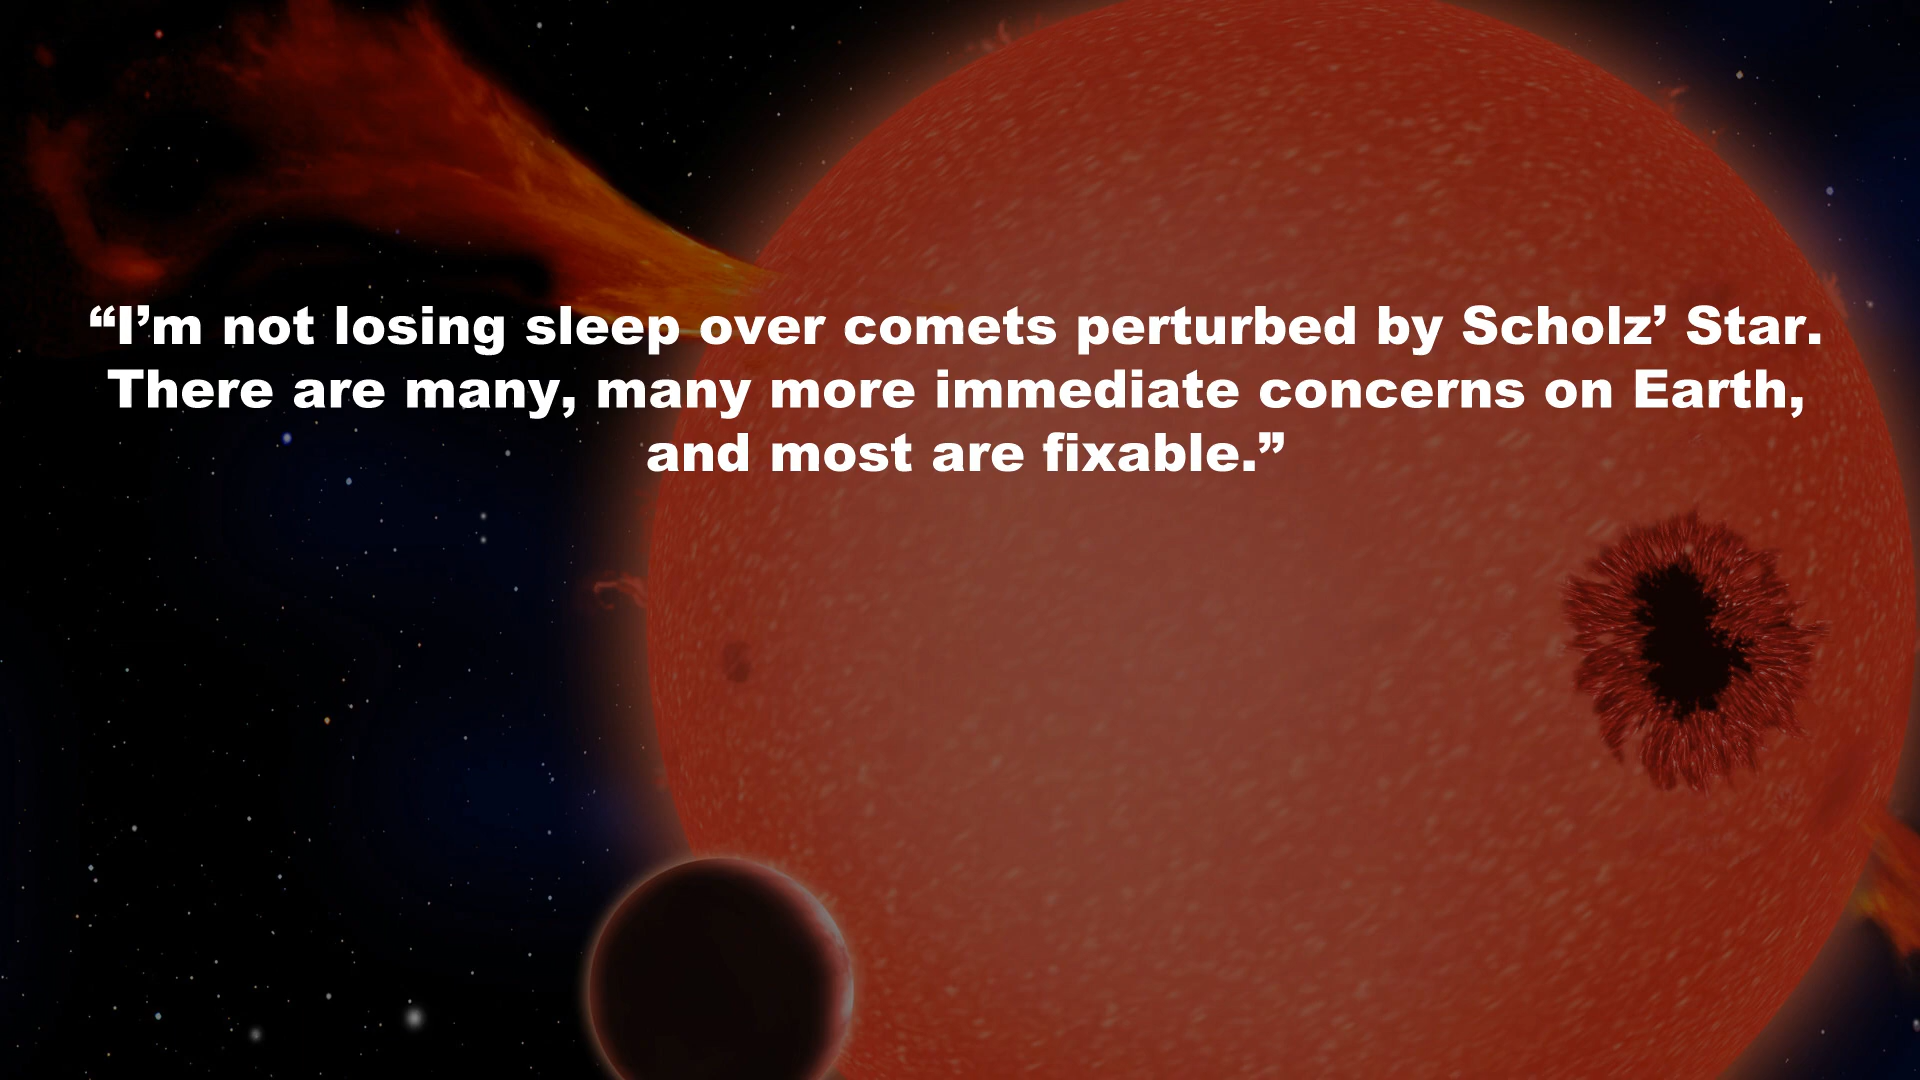 “I’m not losing sleep over comets perturbed by Scholz’ Star.
There are many, many more immediate concerns on Earth,
and most are fixable.”